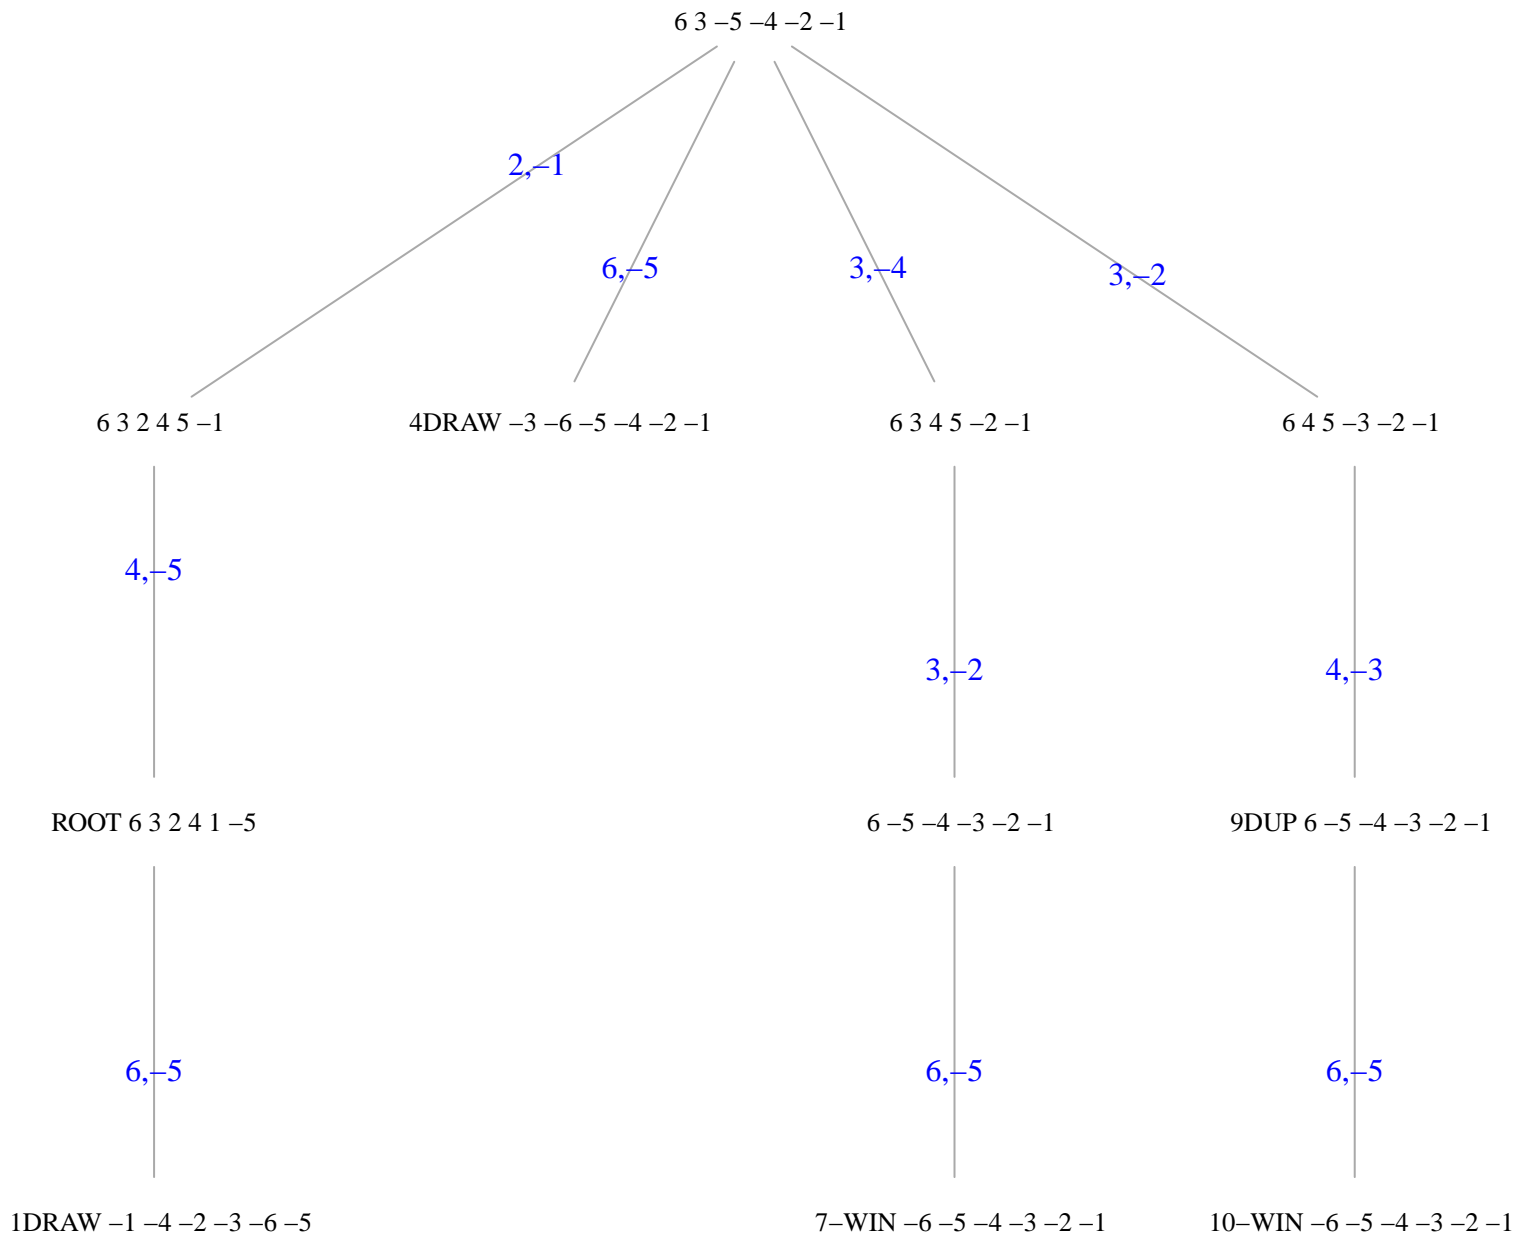 6 3 –5 –4 –2 –1
2,–1
6,–5
3,–4
3,–2
6 3 2 4 5 –1
4DRAW –3 –6 –5 –4 –2 –1
6 3 4 5 –2 –1
6 4 5 –3 –2 –1
4,–5
3,–2
4,–3
ROOT 6 3 2 4 1 –5
6 –5 –4 –3 –2 –1
9DUP 6 –5 –4 –3 –2 –1
6,–5
6,–5
6,–5
1DRAW –1 –4 –2 –3 –6 –5
7–WIN –6 –5 –4 –3 –2 –1
10–WIN –6 –5 –4 –3 –2 –1